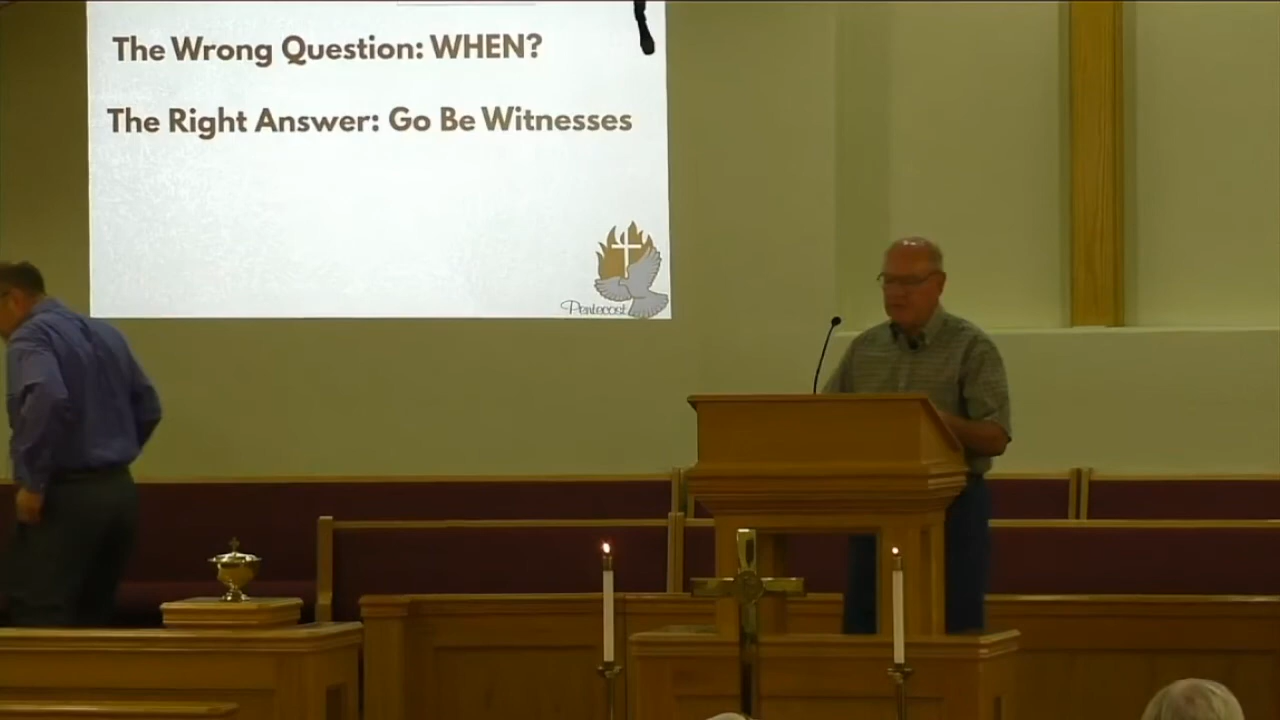 The Wrong Question: WHEN?
The Right Answer: Go Be Witnesses
Pentecost